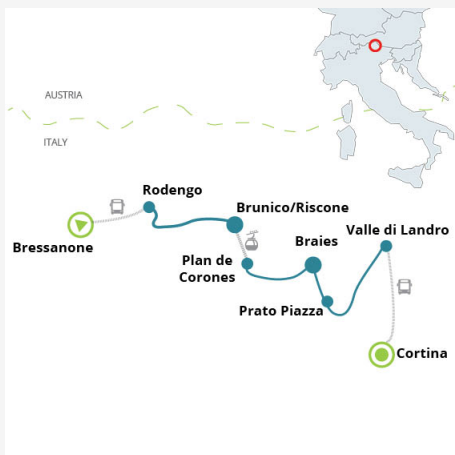 AUSTRIA
ITALY
Rodengo
Brunico/Riscone
Bressanone
Braies
Valle di Landro
Plan de
Corones
Prato Piazza
Cortina